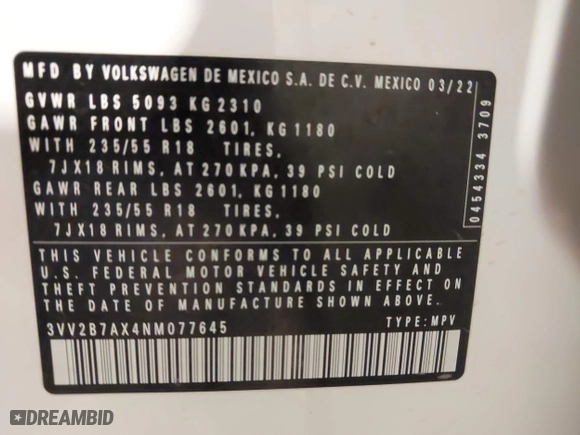 MFD BY VOLKSWAGEN DE MEXICO S.A. DE C.V. MEXICO 03/22
GVWR LBS 5093 KG 2310
GAWR FRONT LBS 2601, KG 1180
WITH 235/55 R18 TIRES,
7JX18 RIMS, AT 270 KPA, 39 PSI COLD
GAWR REAR LBS 2601, KG 1180
WITH 235/55 R18 TIRES,
7JX18 RIMS, AT 270 KPA, 39 PSI COLD
0454334 3709
THIS VEHICLE CONFORMS TO ALL APPLICABLE
U.S. FEDERAL MOTOR VEHICLE SAFETY AND
THEFT PREVENTION STANDARDS IN EFFECT ON
THE DATE OF MANUFACTURE SHOWN ABOVE.
3VV2B7AX4NM077645 TYPE: MPV
DREAMBID